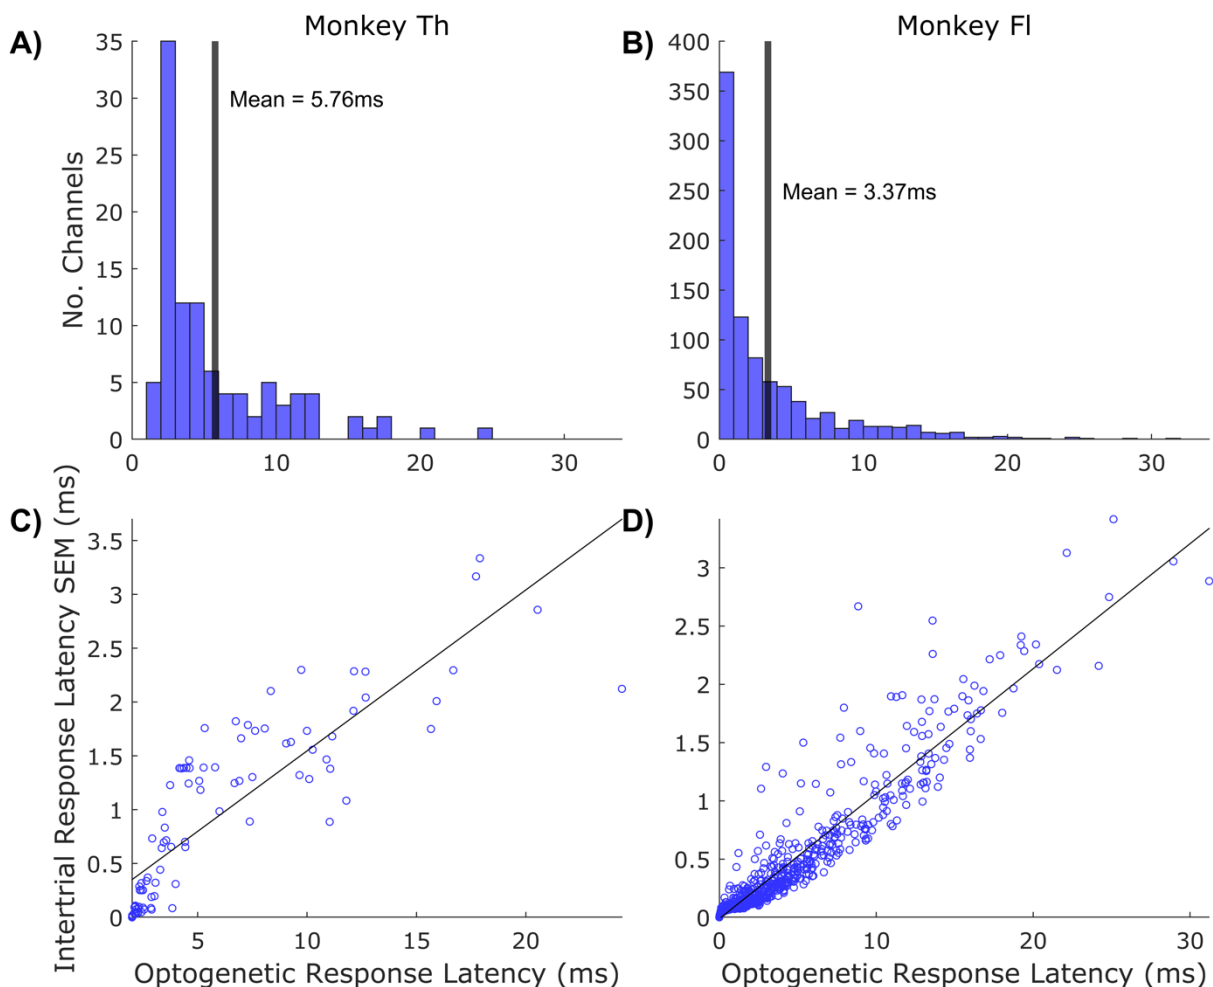 A)
Monkey Th
35
30
25
20
15
10
5
0
No. Channels
Mean = 5.76ms
0 10 20 30
B)
Monkey Fl
400
350
300
250
200
150
100
50
0
Mean = 3.37ms
0 10 20 30
C)
Intertrial Response Latency SEM (ms)
3.5
3
2.5
2
1.5
1
0.5
0
5 10 15 20
Optogenetic Response Latency (ms)
D)
3
2.5
2
1.5
1
0.5
0
0 10 20 30
Optogenetic Response Latency (ms)